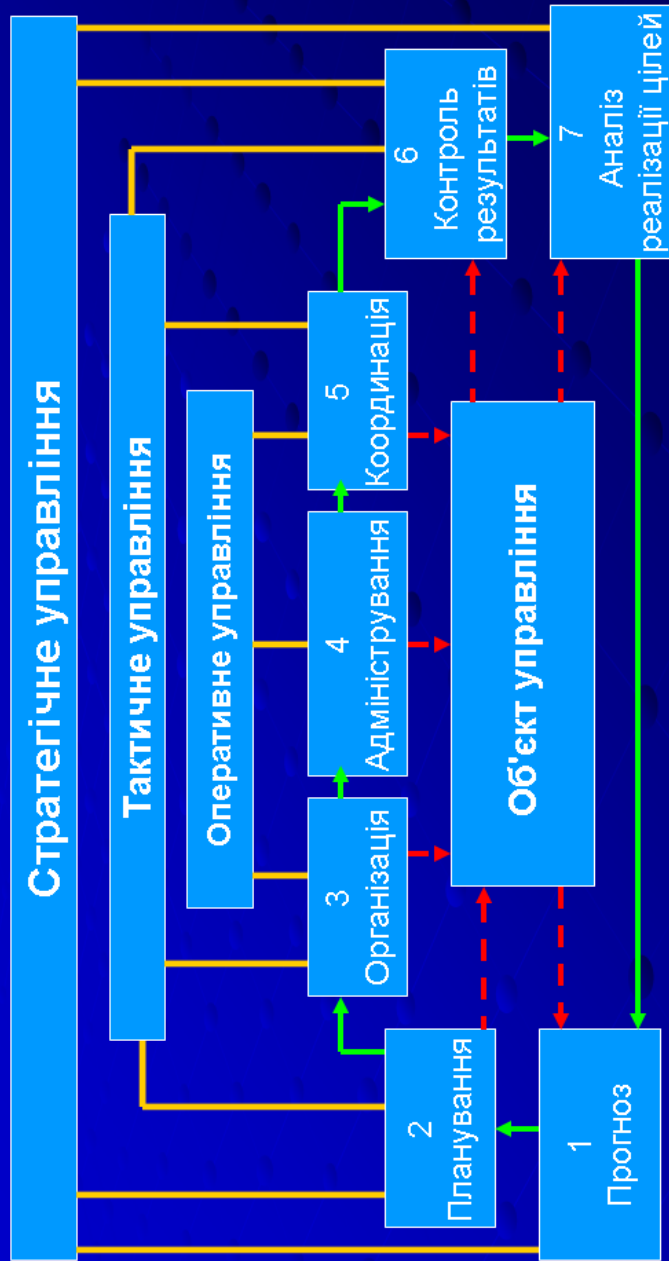 Стратегічне управління
Тактичне управління
Оперативне управління
3
Організація
4
Адміністрування
5
Координація
2
Планування
6
Контроль
результатів
Об'єкт управління
1
Прогноз
7
Аналіз
реалізації цілей